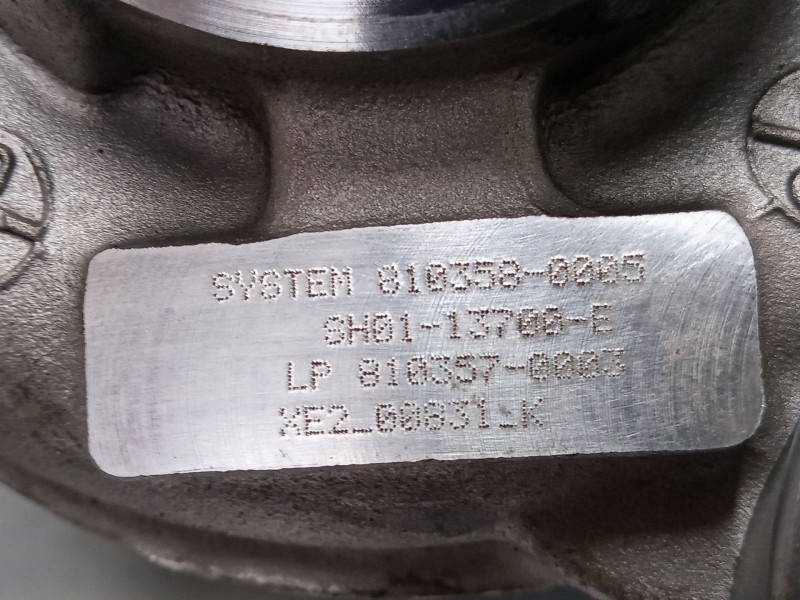 SYSTEM 810358-0005
SH01-13700-E
LP 810357-0003
XE2_00831_K